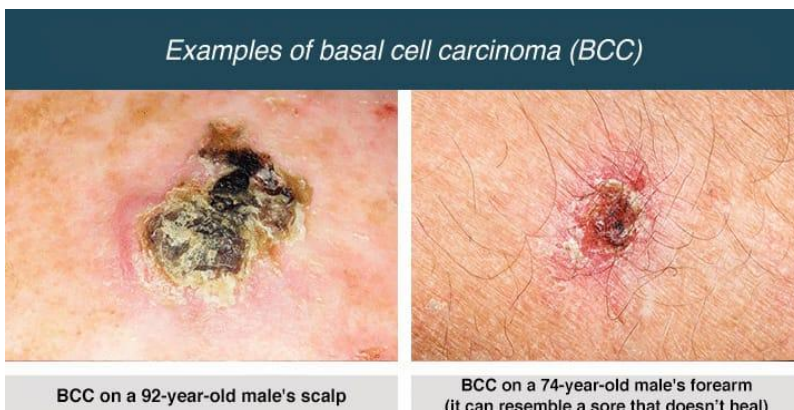 Examples of basal cell carcinoma (BCC)
BCC on a 92-year-old male's scalp
BCC on a 74-year-old male's forearm
(it can resemble a sore that doesn't heal)